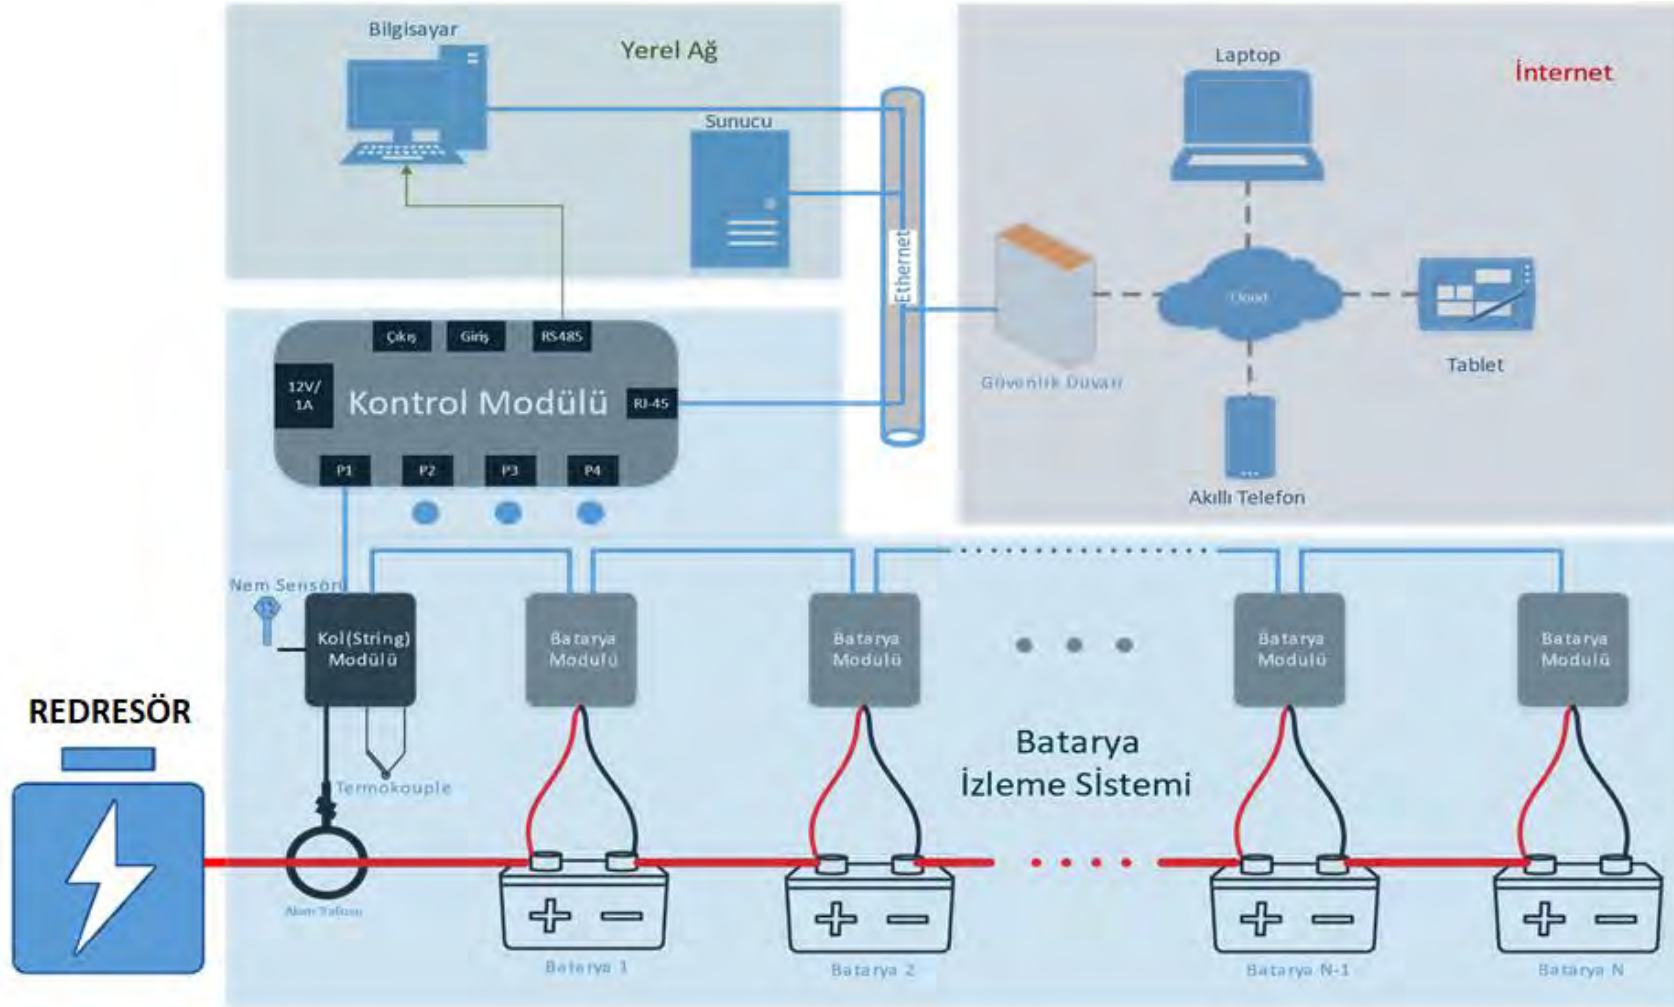 Bilgisayar
Yerel Ağ
Sunucu
Laptop
İnternet
Ethernet
Cloud
Tablet
Güvenlik Duvarı
Akıllı Telefon
Çıkış
Giriş
RS485
12V/
1A
Kontrol Modülü
RJ-45
P1
P2
P3
P4
Nem Sensörü
Kol(String)
Modülü
Batarya
Modülü
Batarya
Modülü
Batarya
Modülü
Batarya
Modülü
REDRESÖR
Termokouple
Batarya
İzleme Sistemi
Akım
Batarya 1
Batarya 2
Batarya N-1
Batarya N